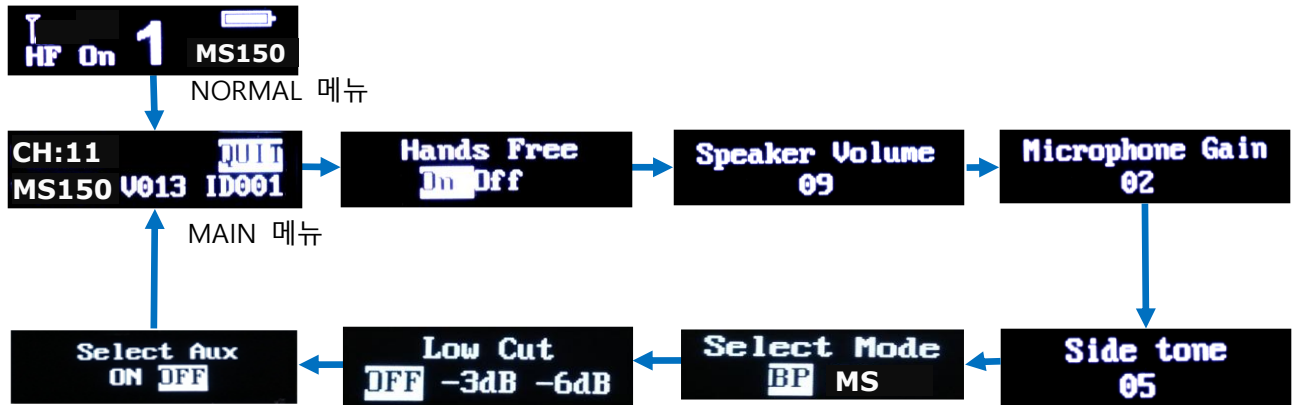 HF On 1 MS150
NORMAL 메뉴
CH:11 QUIT
MS150 V013 ID001
MAIN 메뉴
Hands Free
On Off
Speaker Volume
09
Microphone Gain
02
Side tone
05
Select Mode
BP MS
Low Cut
OFF -3dB -6dB
Select Aux
ON OFF